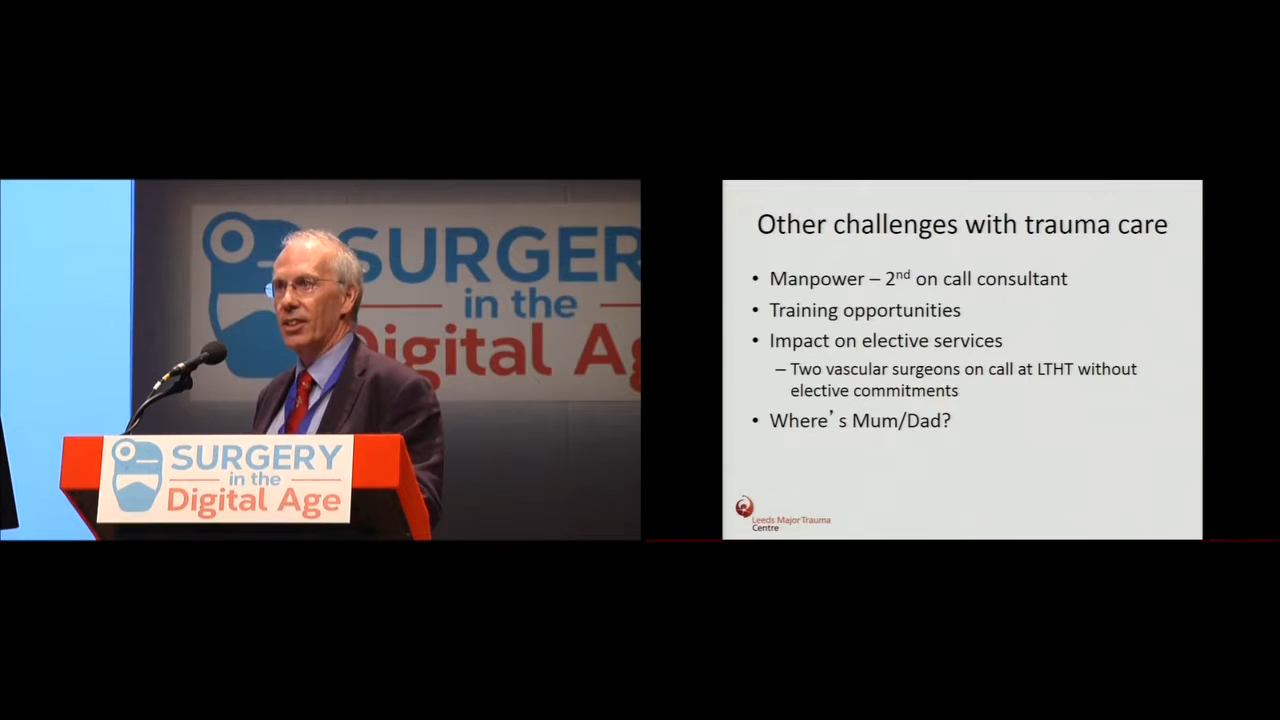 SURGER
in the
Digital A
SURGERY
in the
Digital Age
Other challenges with trauma care
• Manpower – 2nd on call consultant
• Training opportunities
• Impact on elective services
– Two vascular surgeons on call at LTHT without
elective commitments
• Where's Mum/Dad?
Leeds Major Trauma
Centre